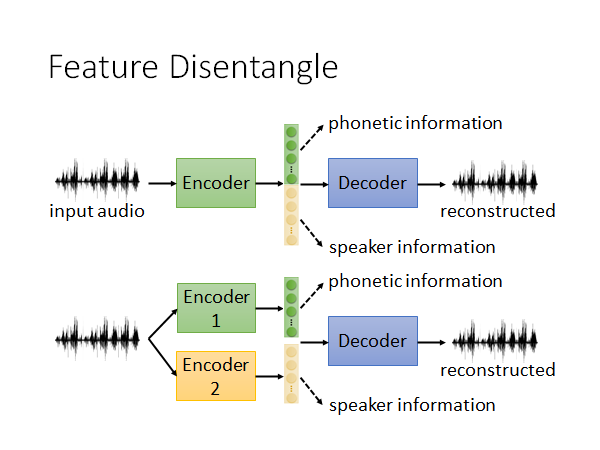 Feature Disentangle
phonetic information
Encoder
Decoder
input audio
reconstructed
speaker information
phonetic information
Encoder
1
Decoder
Encoder
2
reconstructed
speaker information